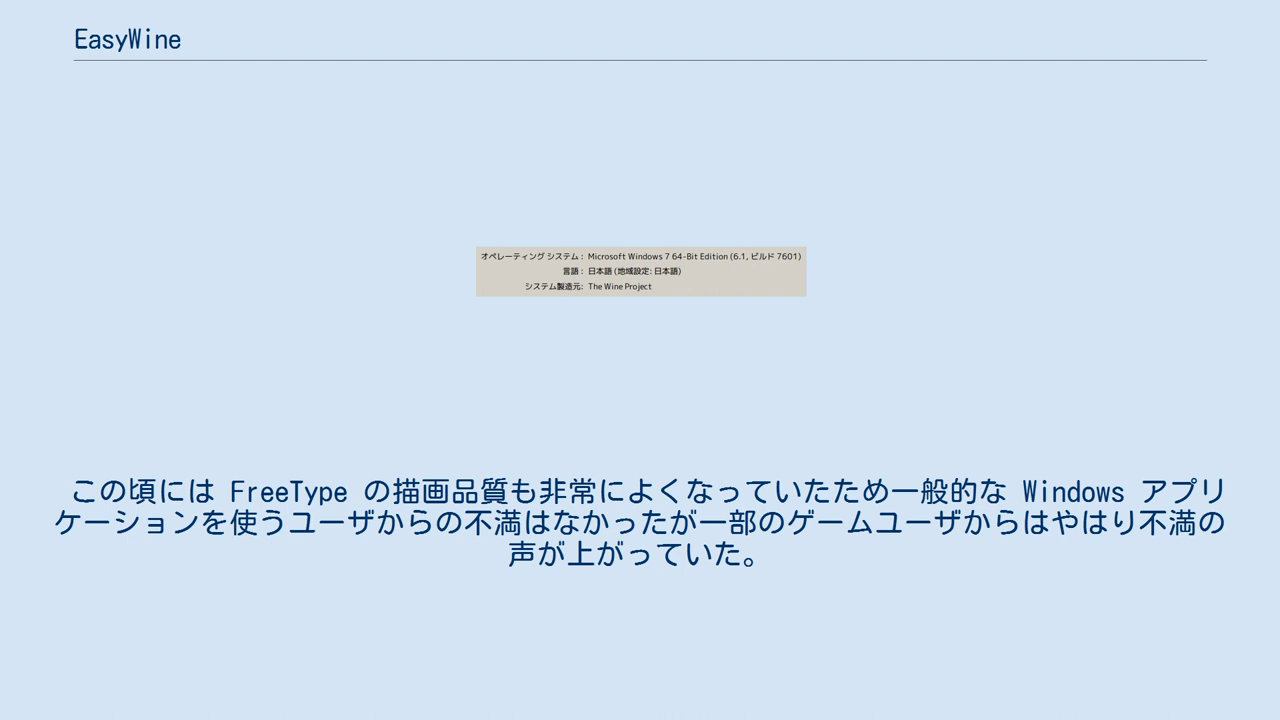 EasyWine
オペレーティング システム : Microsoft Windows 7 64-Bit Edition (6.1, ビルド 7601)
言語 : 日本語 (地域設定: 日本語)
システム製造元: The Wine Project
この頃には FreeType の描画品質も非常によくなっていたため一般的な Windows アプリ
ケーションを使うユーザからの不満はなかったが一部のゲームユーザからはやはり不満の
声が上がっていた。